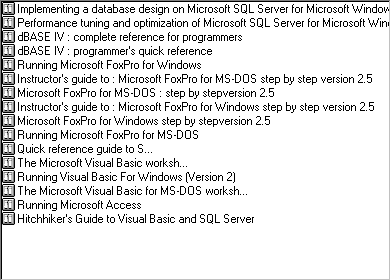 Implementing a database design on Microsoft SQL Server for Microsoft Window
Performance tuning and optimization of Microsoft SQL Server for Microsoft Win
dBASE IV : complete reference for programmers
dBASE IV : programmer's quick reference
Running Microsoft FoxPro for Windows
Instructor's guide to : Microsoft FoxPro for MS-DOS step by step version 2.5
Microsoft FoxPro for MS-DOS : step by stepversion 2.5
Instructor's guide to : Microsoft FoxPro for Windows step by step version 2.5
Microsoft FoxPro for Windows step by stepversion 2.5
Running Microsoft FoxPro for MS-DOS
Quick reference guide to S...
The Microsoft Visual Basic worksh...
Running Visual Basic For Windows (Version 2)
The Microsoft Visual Basic for MS-DOS worksh...
Running Microsoft Access
Hitchhiker's Guide to Visual Basic and SQL Server